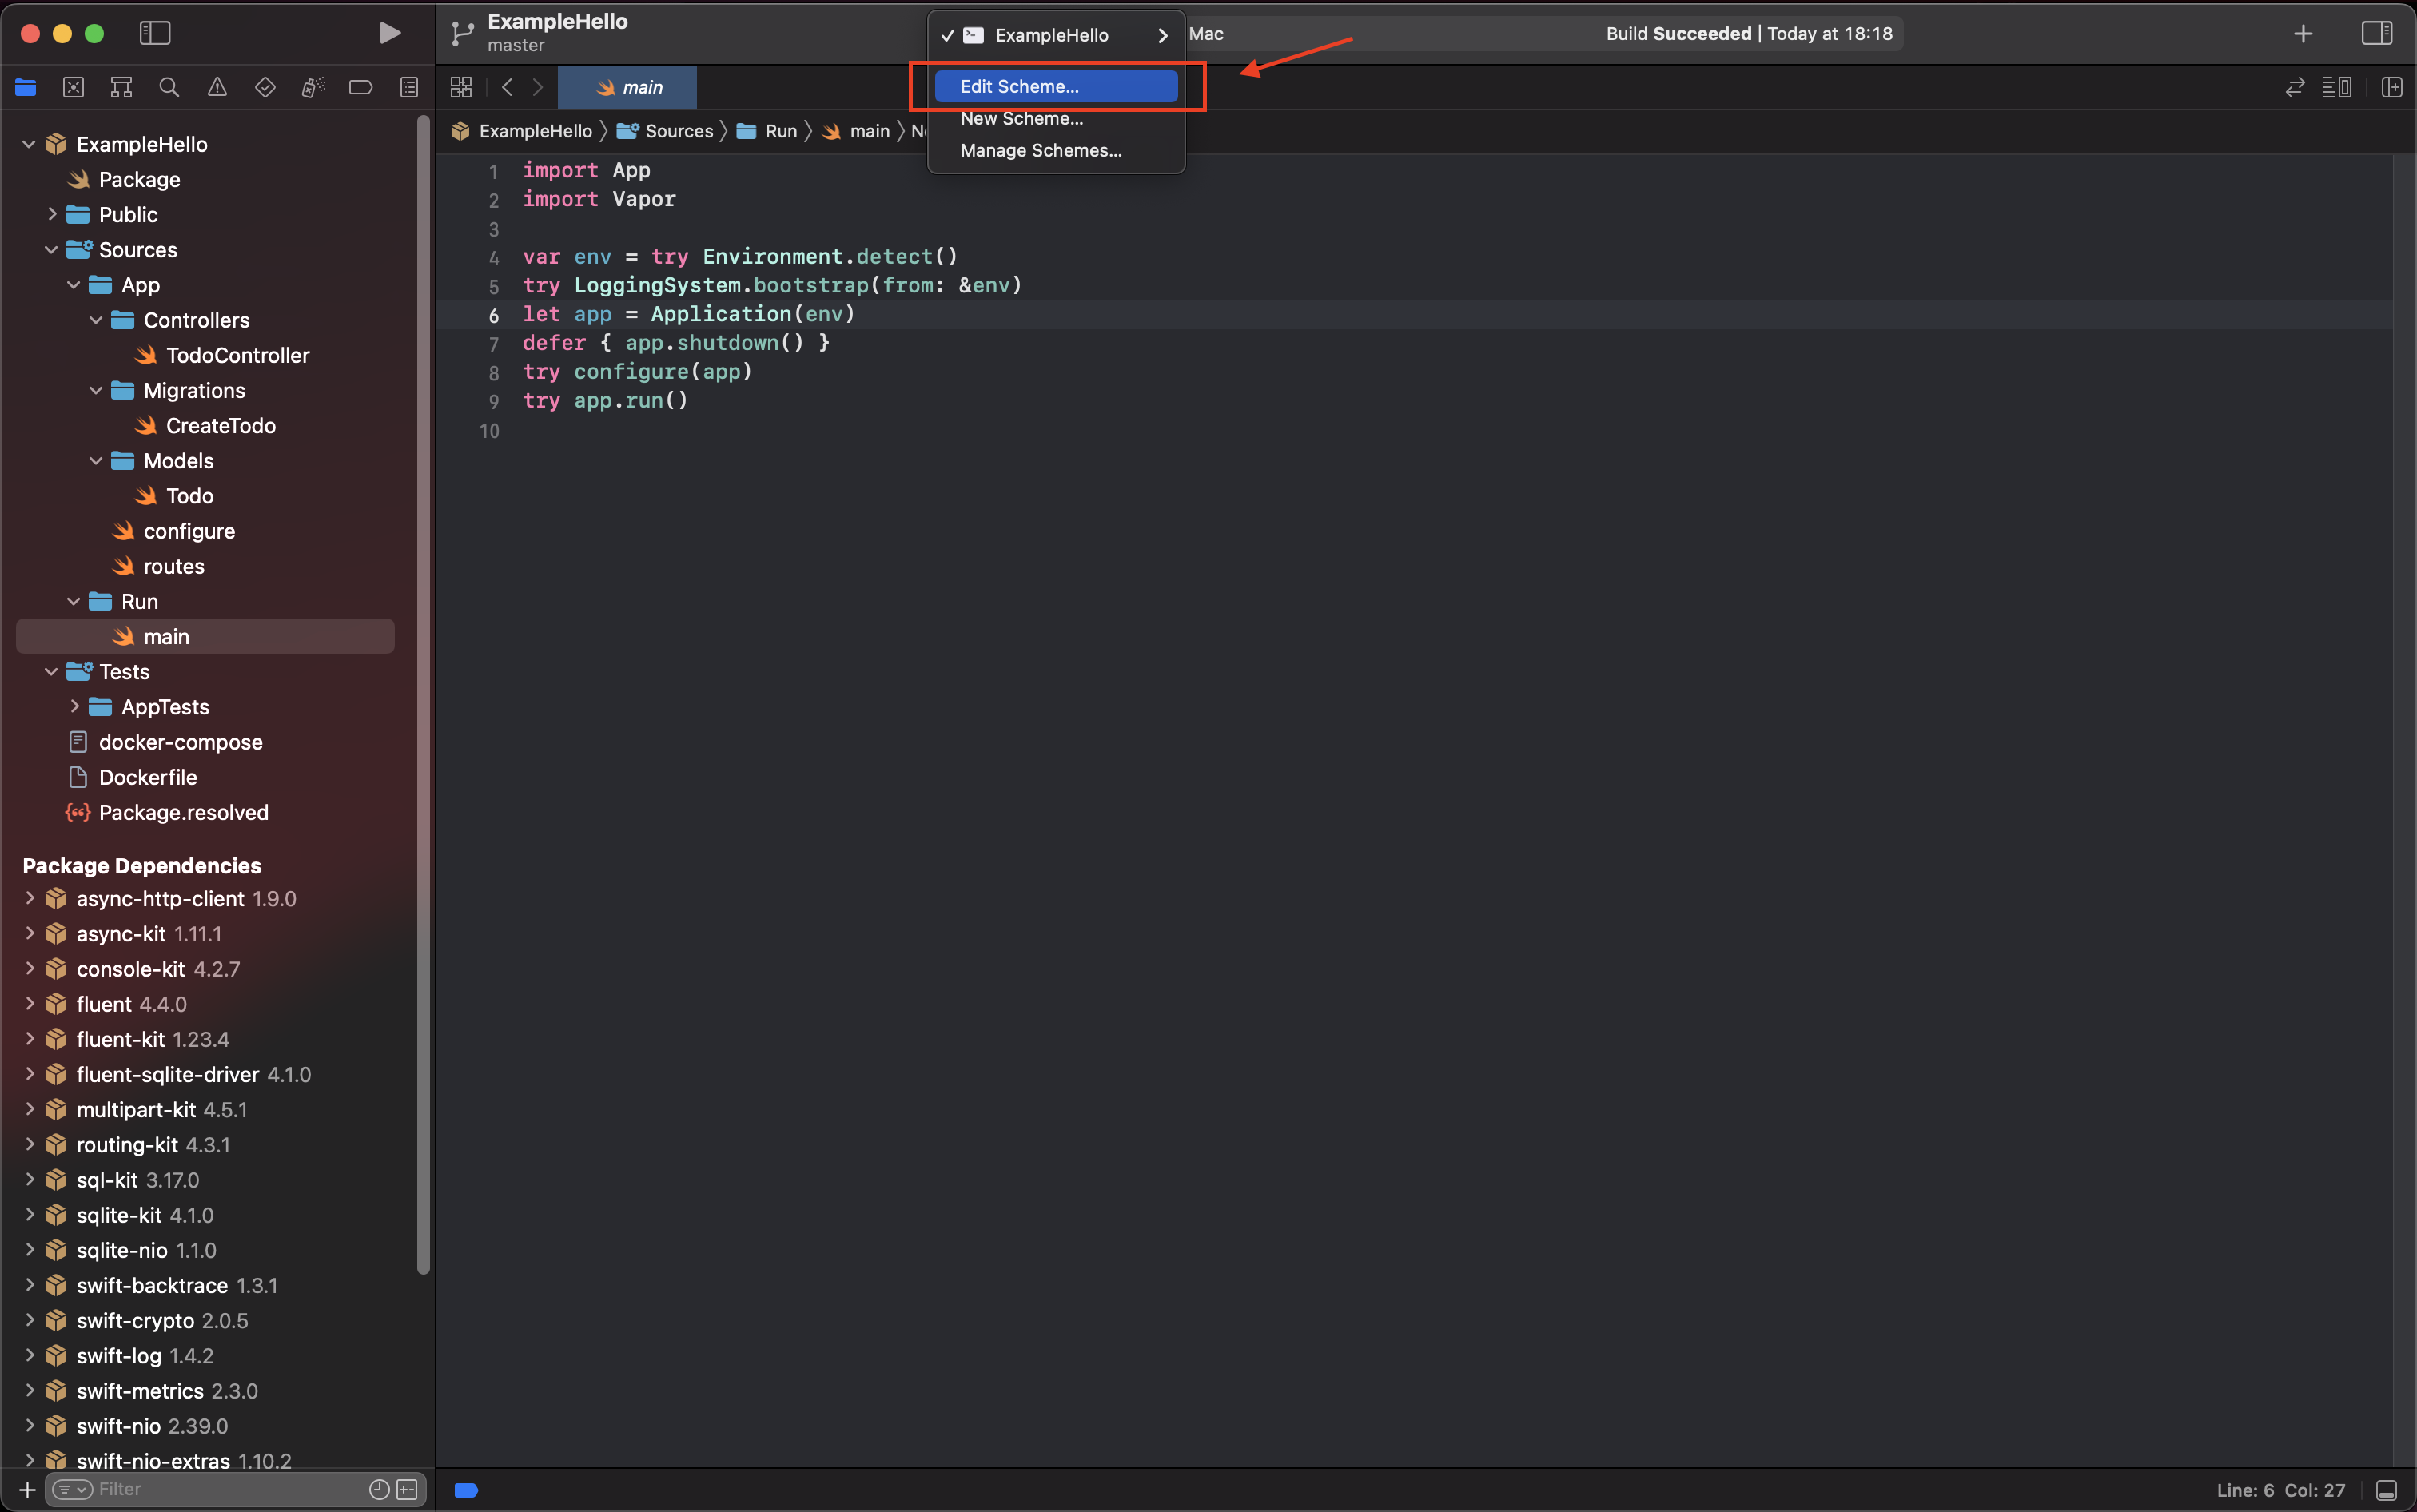 ExampleHello
master
ExampleHello
Mac
Build Succeeded | Today at 18:18
Edit Scheme...
New Scheme...
Manage Schemes...
main
ExampleHello
Sources
Run
main
ExampleHello
Package
Public
Sources
App
Controllers
TodoController
Migrations
CreateTodo
Models
Todo
configure
routes
Run
main
Tests
AppTests
docker-compose
Dockerfile
Package.resolved
Package Dependencies
async-http-client 1.9.0
async-kit 1.11.1
console-kit 4.2.7
fluent 4.4.0
fluent-kit 1.23.4
fluent-sqlite-driver 4.1.0
multipart-kit 4.5.1
routing-kit 4.3.1
sql-kit 3.17.0
sqlite-kit 4.1.0
sqlite-nio 1.1.0
swift-backtrace 1.3.1
swift-crypto 2.0.5
swift-log 1.4.2
swift-metrics 2.3.0
swift-nio 2.39.0
swift-nio-extras 1.10.2
Filter
1 import App
2 import Vapor
3
4 var env = try Environment.detect()
5 try LoggingSystem.bootstrap(from: &env)
6 let app = Application(env)
7 defer { app.shutdown() }
8 try configure(app)
9 try app.run()
10
Line: 6 Col: 27